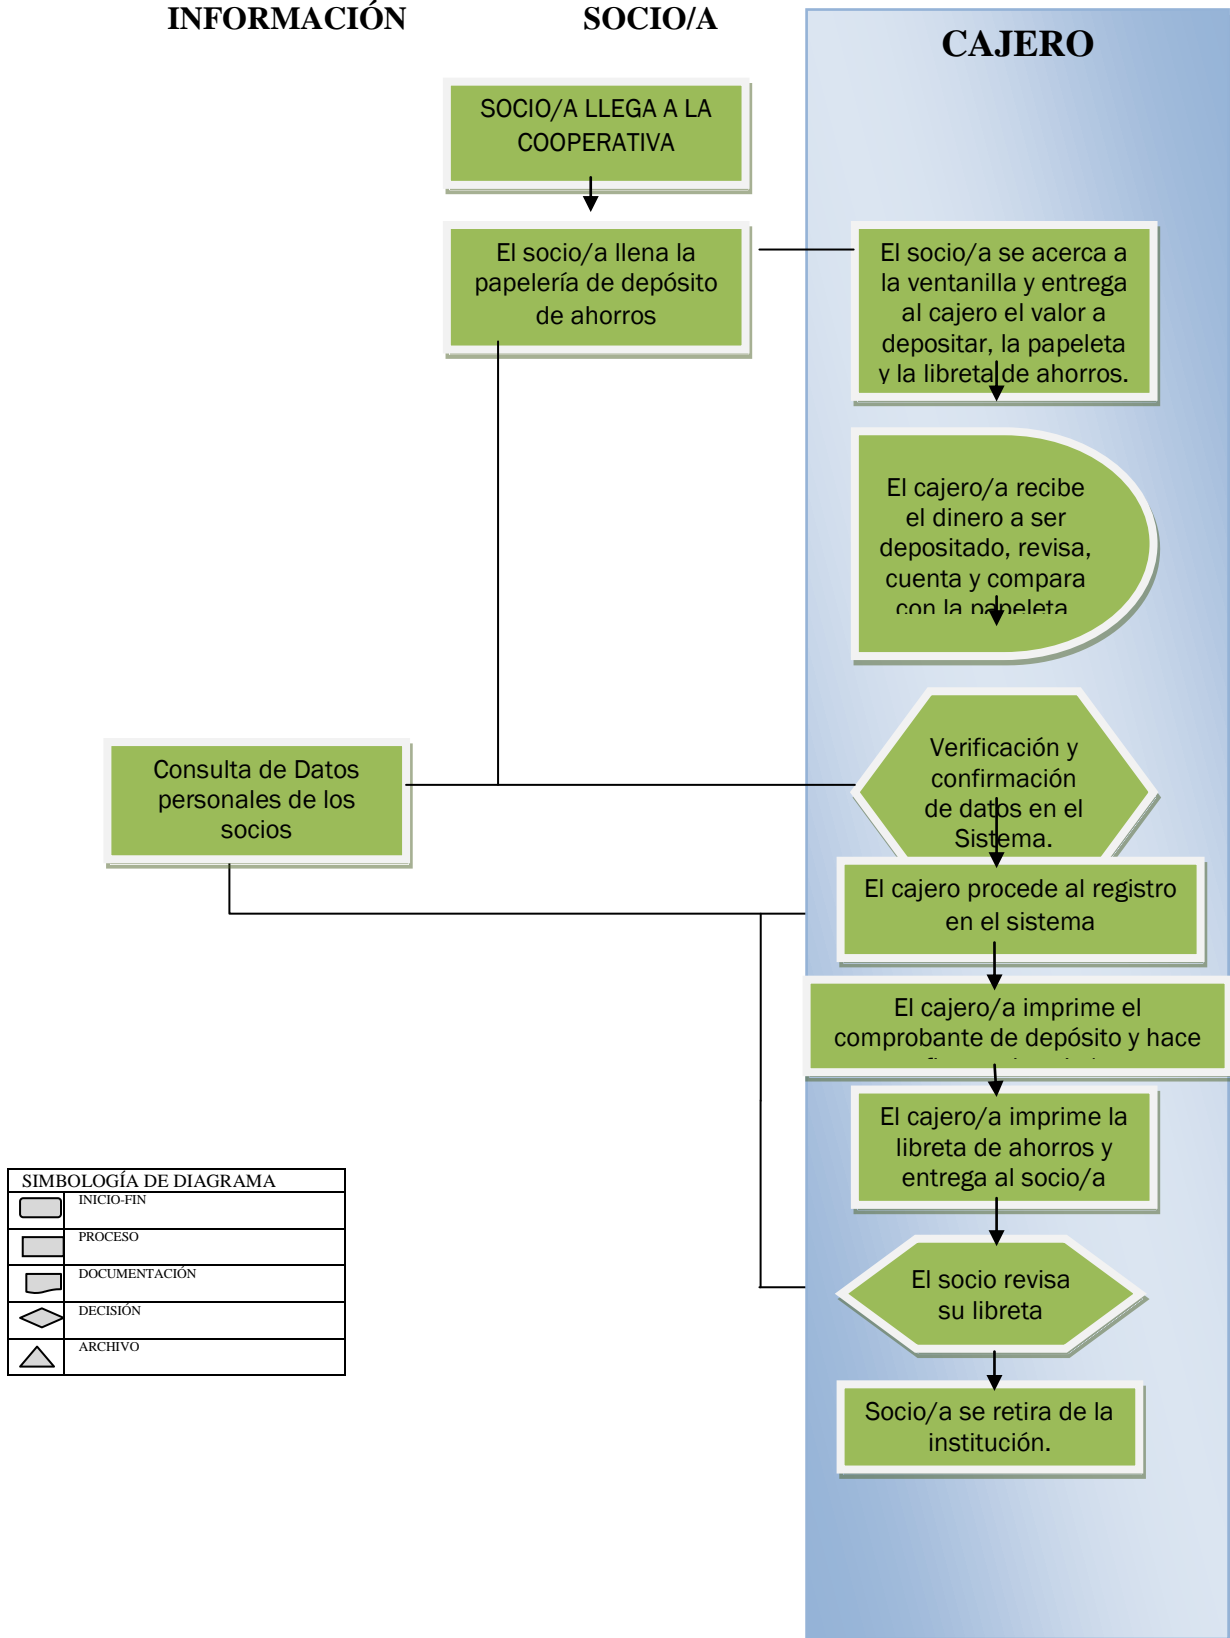 INFORMACIÓN
SOCIO/A
CAJERO
SOCIO/A LLEGA A LA
COOPERATIVA
El socio/a llena la
papelería de depósito
de ahorros
El socio/a se acerca a
la ventanilla y entrega
al cajero el valor a
depositar, la papeleta
y la libreta de ahorros.
El cajero/a recibe
el dinero a ser
depositado, revisa,
cuenta y compara
con la papeleta
Consulta de Datos
personales de los
socios
Verificación y
confirmación
de datos en el
Sistema.
El cajero procede al registro
en el sistema
El cajero/a imprime el
comprobante de depósito y hace
El cajero/a imprime la
libreta de ahorros y
entrega al socio/a
El socio revisa
su libreta
Socio/a se retira de la
institución.
SIMBOLOGÍA DE DIAGRAMA
INICIO-FIN
PROCESO
DOCUMENTACIÓN
DECISIÓN
ARCHIVO